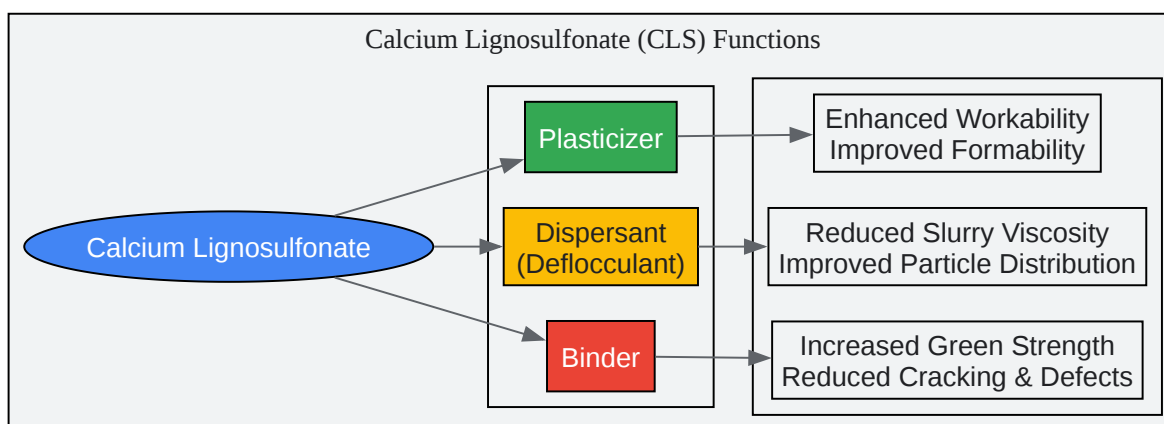 Calcium Lignosulfonate (CLS) Functions
Calcium Lignosulfonate
Plasticizer
Enhanced Workability
Improved Formability
Dispersant
(Deflocculant)
Reduced Slurry Viscosity
Improved Particle Distribution
Binder
Increased Green Strength
Reduced Cracking & Defects